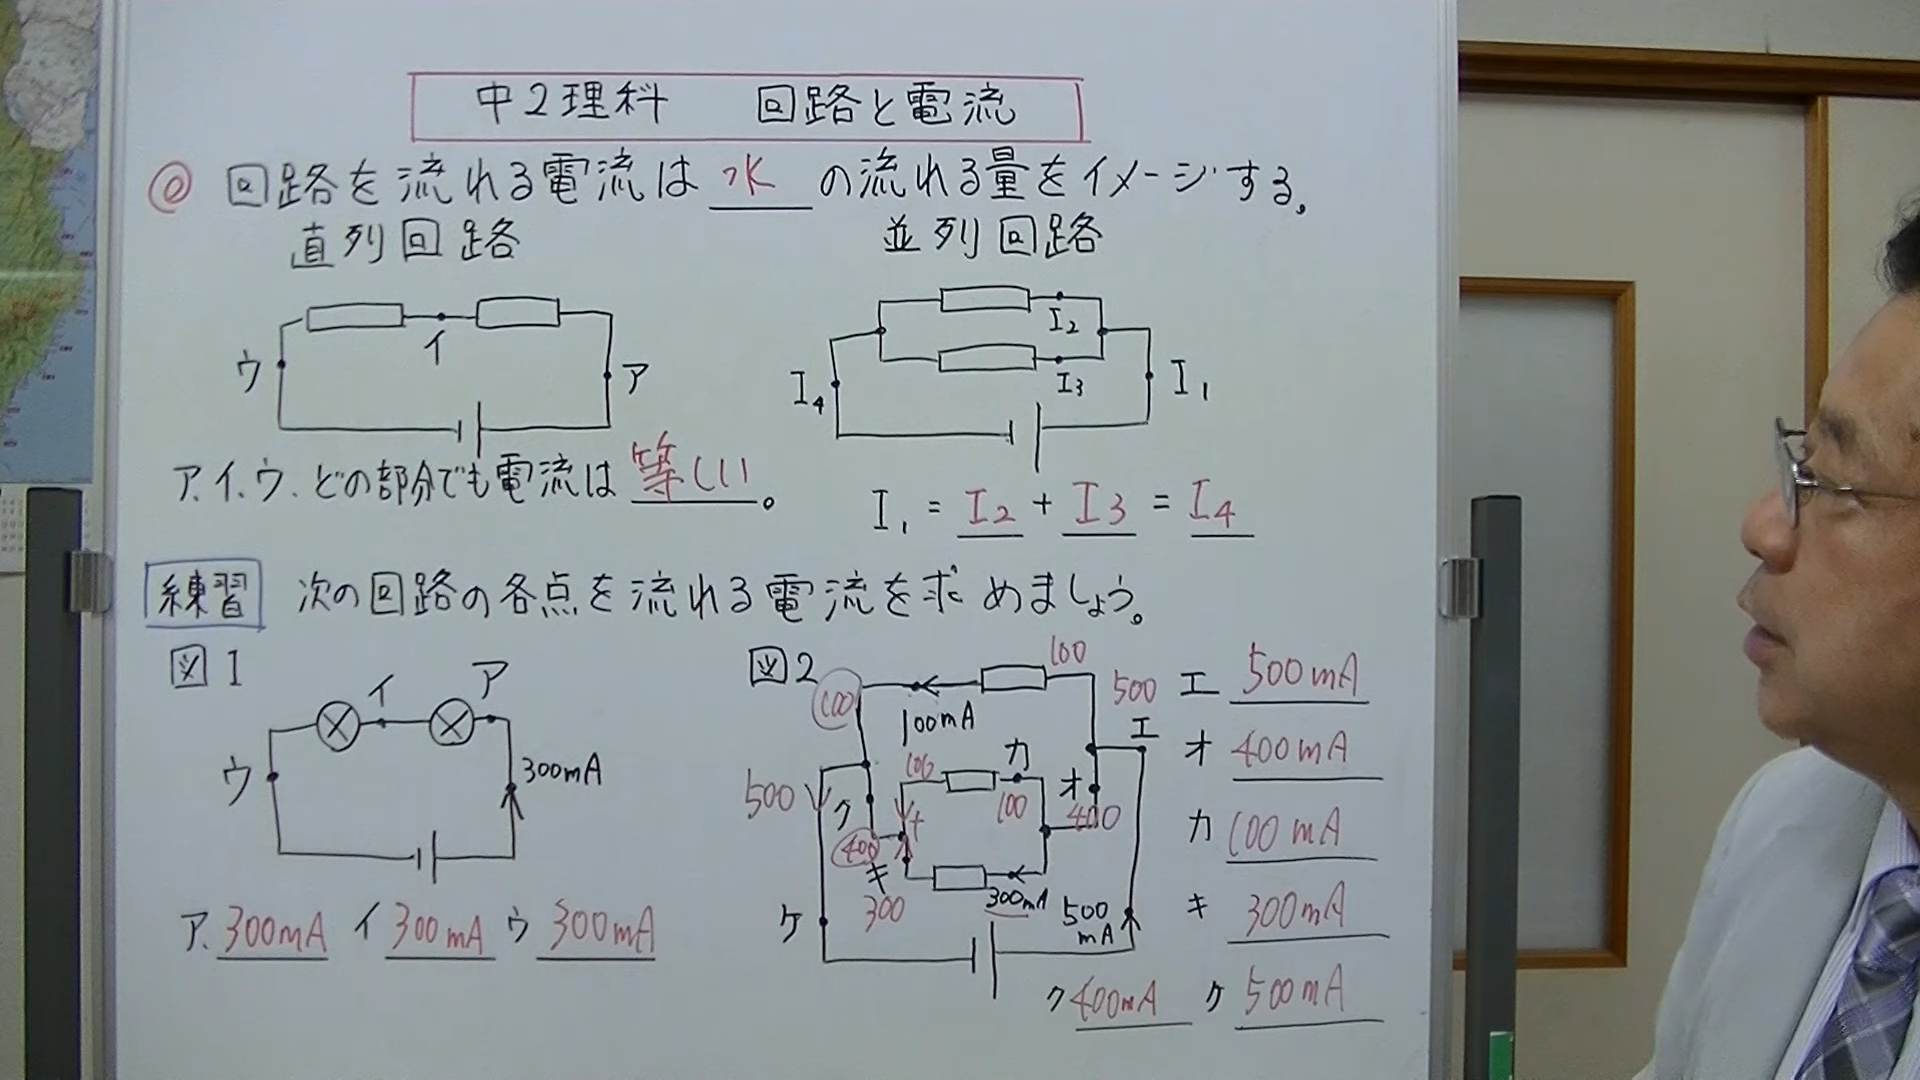 中2理科 回路と電流
◎ 回路を流れる電流は 水 の流れる量をイメージする。
直列回路
イ
ウ
ア
ア.イ.ウ.どの部分でも電流は 等しい。
並列回路
I₂
I₃
I₄
I₁
I₁ = I₂ + I₃ = I₄
練習 次の回路の各点を流れる電流を求めましょう。
図1
イ
ア
ウ
300mA
ア. 300mA イ 300mA ウ 300mA
図2
100
100
100mA
500
エ
100
カ
100
オ
400
500
ク
400
キ
300
300mA
500mA
ケ
エ 500mA
オ 400mA
カ 100mA
キ 300mA
ク 400mA ケ 500mA